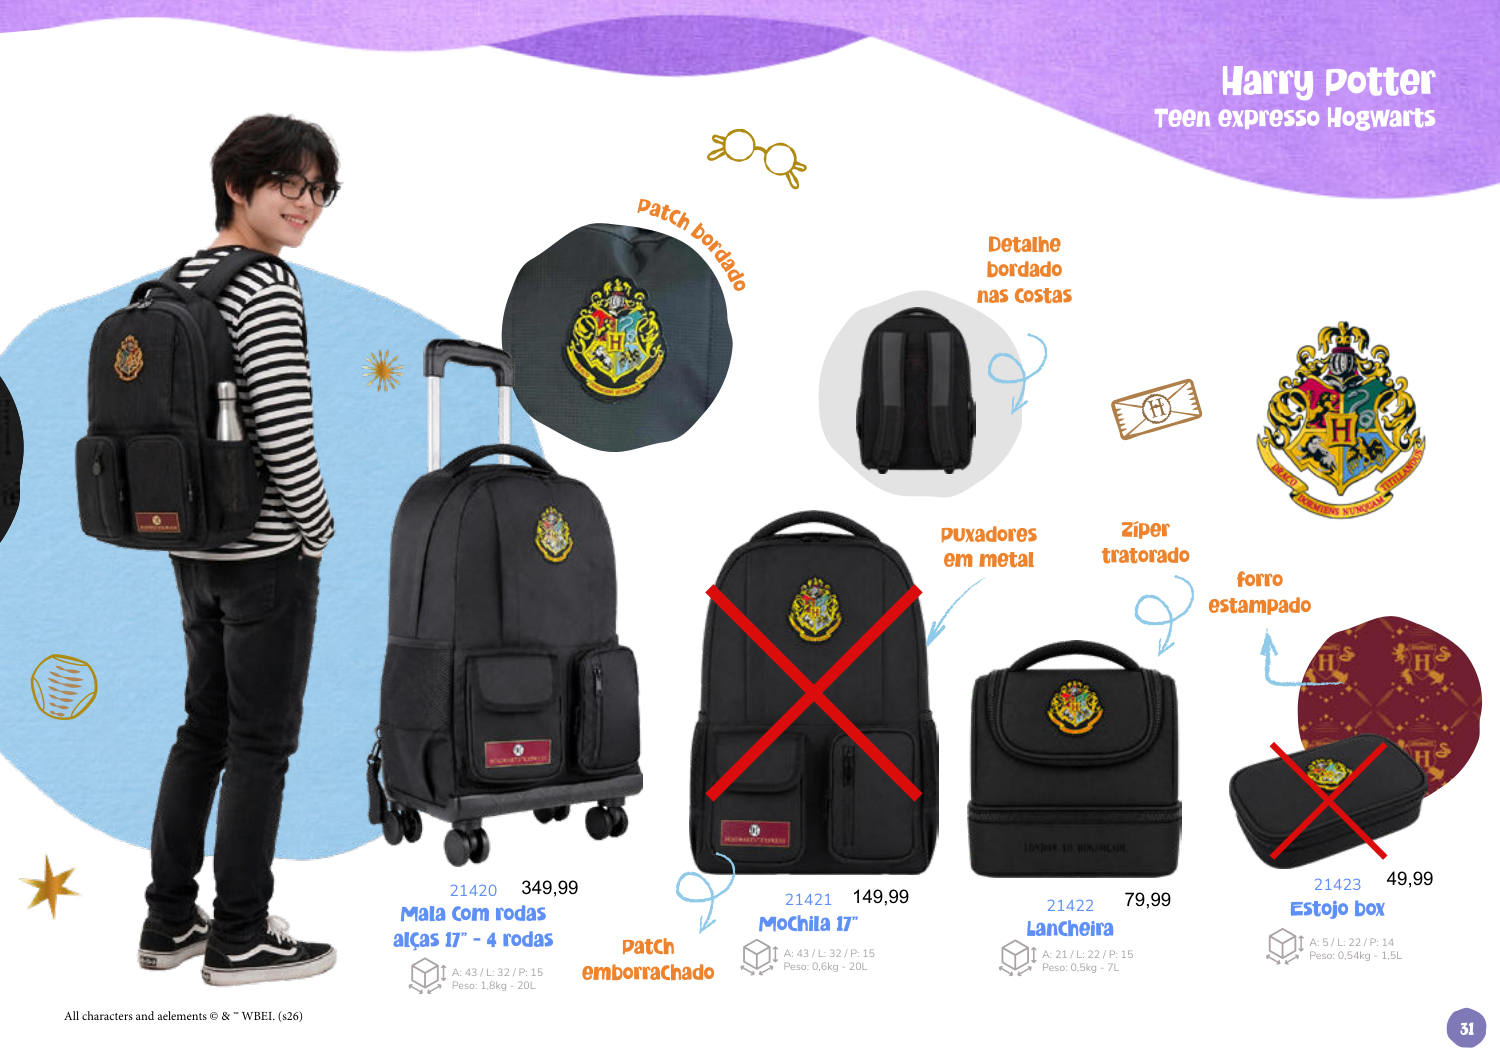 Harry Potter
Teen expresso Hogwarts
Patch bordado
Detalhe
bordado
nas costas
DRACO DORMIENS NUNQUAM TITILLANDUS
Puxadores
em metal
Zíper
tratorado
forro
estampado
21420 349,99
Mala com rodas
alças 17” - 4 rodas
A: 43 / L: 32 / P: 15
Peso: 1,8kg - 20L
Patch
emborrachado
21421 149,99
Mochila 17”
A: 43 / L: 32 / P: 15
Peso: 0,6kg - 20L
21422 79,99
Lancheira
A: 21 / L: 22 / P: 15
Peso: 0,5kg - 7L
21423 49,99
Estojo box
A: 5 / L: 22 / P: 14
Peso: 0,54kg - 1,5L
All characters and aelements © & ™ WBEI. (s26)
31